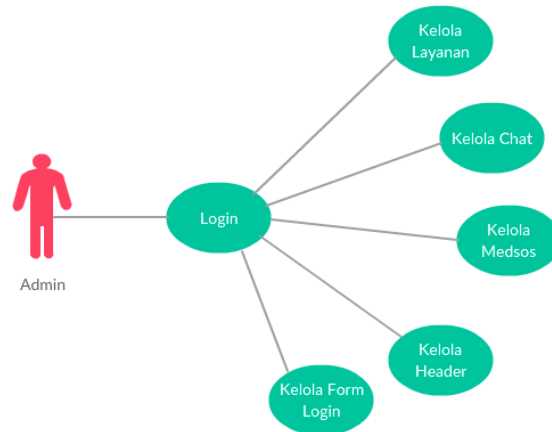 Kelola
Layanan
Kelola Chat
Login
Kelola
Medsos
Admin
Kelola
Header
Kelola Form
Login